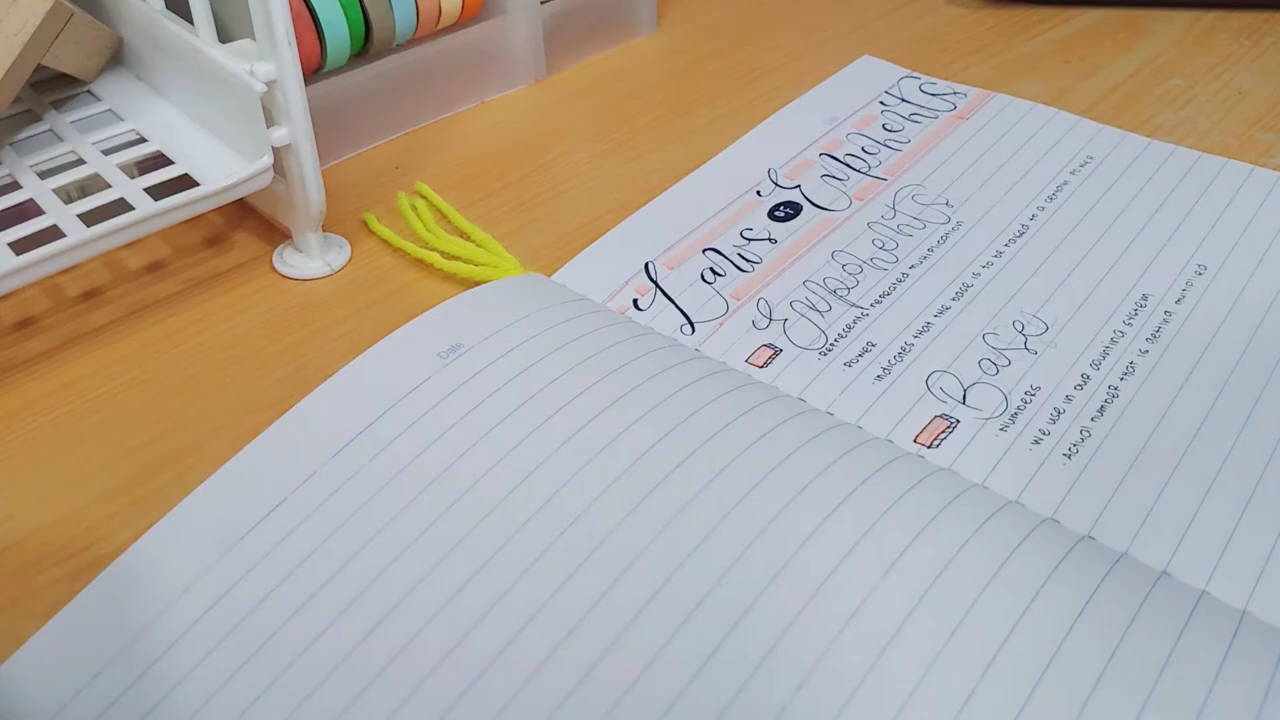 Date
Laws of Exponents
Exponents
· Represents repeated multiplication
· Power
· indicates that the base is to be raised to a certain power
Base
· Numbers
· We use in our counting system
· Actual number that is getting multiplied